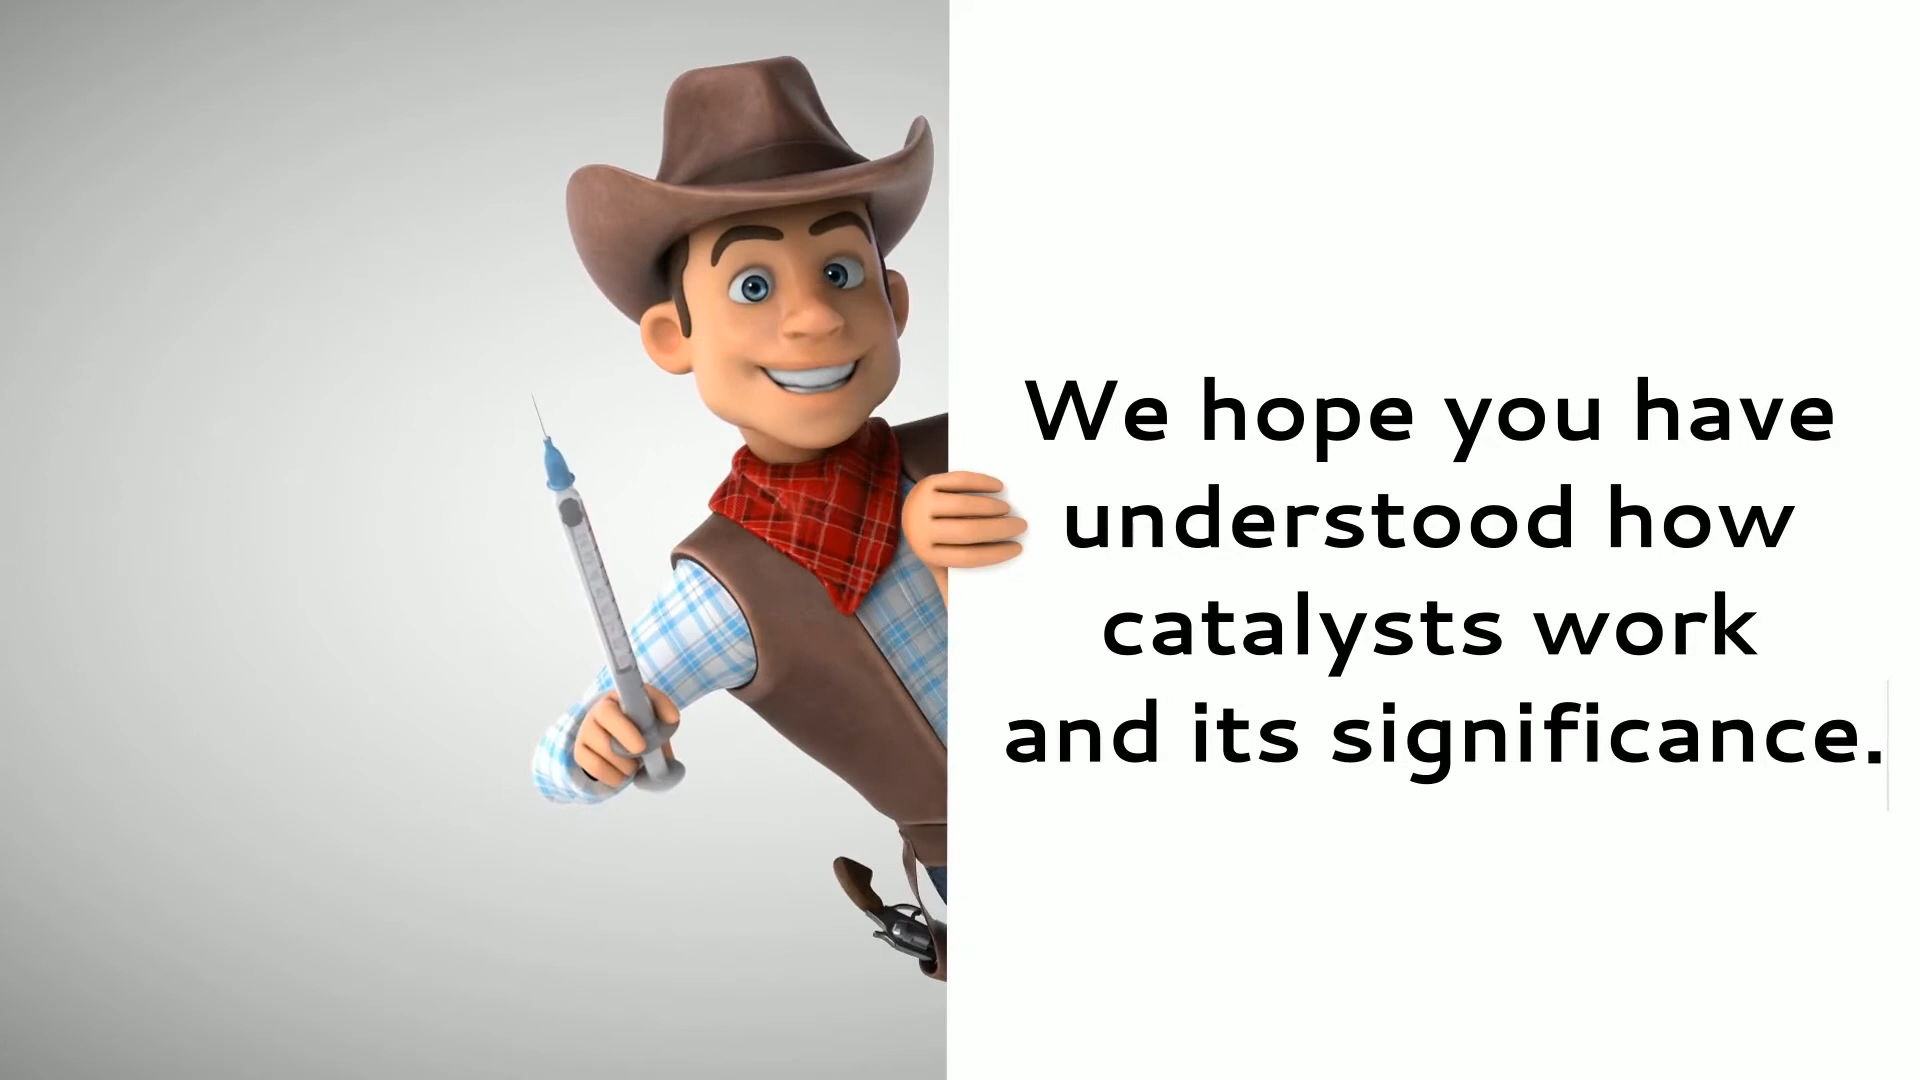 We hope you have
understood how
catalysts work
and its significance.